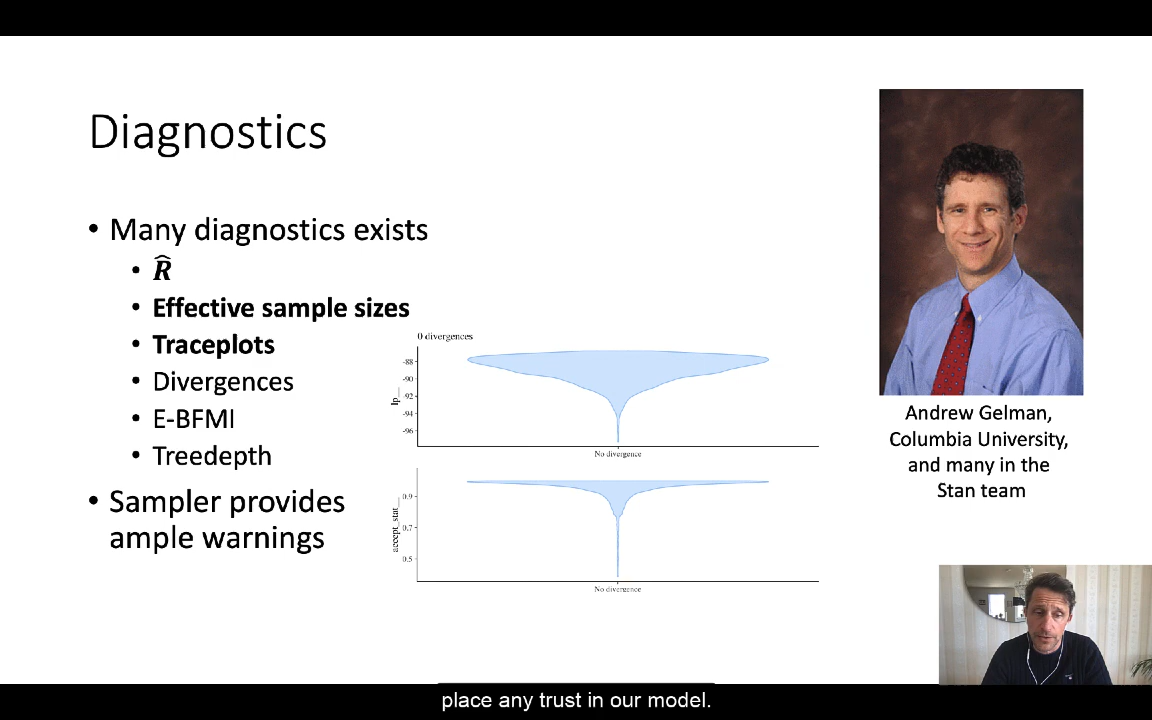 Diagnostics
• Many diagnostics exists
• R̂
• Effective sample sizes
• Traceplots
• Divergences
• E-BFMI
• Treedepth
• Sampler provides
ample warnings
0 divergences
lp__
-88
-90
-92
-94
-96
No divergence
accept_stat__
0.9
0.7
0.5
No divergence
Andrew Gelman,
Columbia University,
and many in the
Stan team
place any trust in our model.